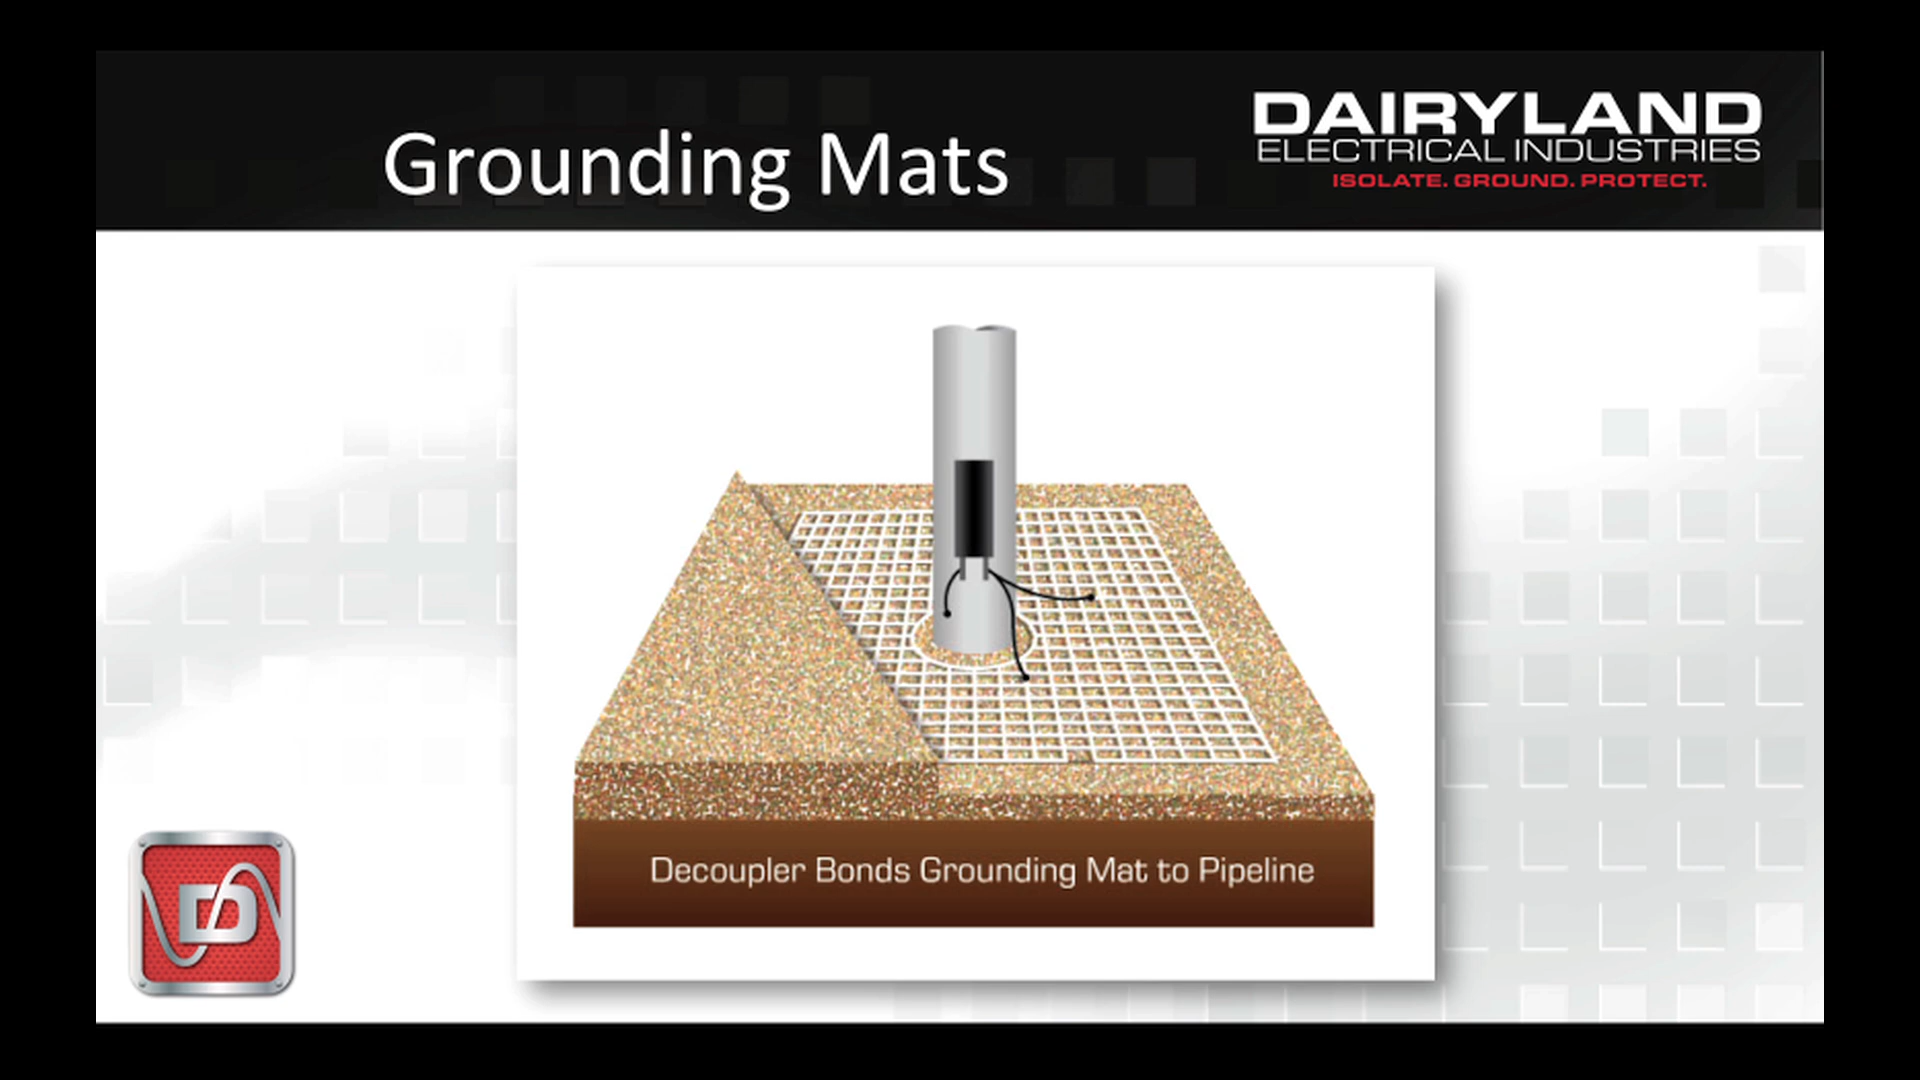 Grounding Mats
DAIRYLAND
ELECTRICAL INDUSTRIES
ISOLATE. GROUND. PROTECT.
Decoupler Bonds Grounding Mat to Pipeline
D